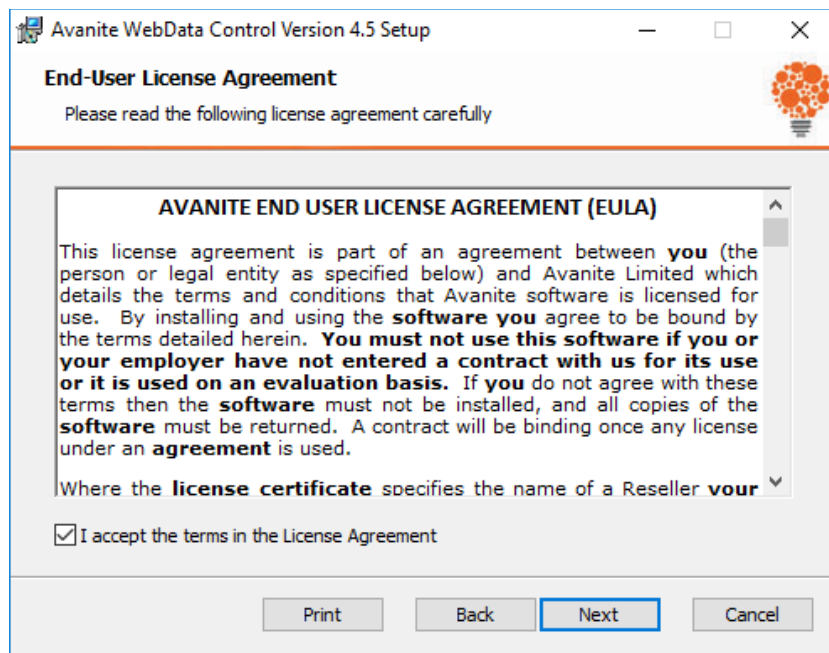 Avanite WebData Control Version 4.5 Setup
End-User License Agreement
Please read the following license agreement carefully
AVANITE END USER LICENSE AGREEMENT (EULA)
This license agreement is part of an agreement between you (the
person or legal entity as specified below) and Avanite Limited which
details the terms and conditions that Avanite software is licensed for
use. By installing and using the software you agree to be bound by
the terms detailed herein. You must not use this software if you or
your employer have not entered a contract with us for its use
or it is used on an evaluation basis. If you do not agree with these
terms then the software must not be installed, and all copies of the
software must be returned. A contract will be binding once any license
under an agreement is used.
Where the license certificate specifies the name of a Reseller your
I accept the terms in the License Agreement
Print Back Next Cancel